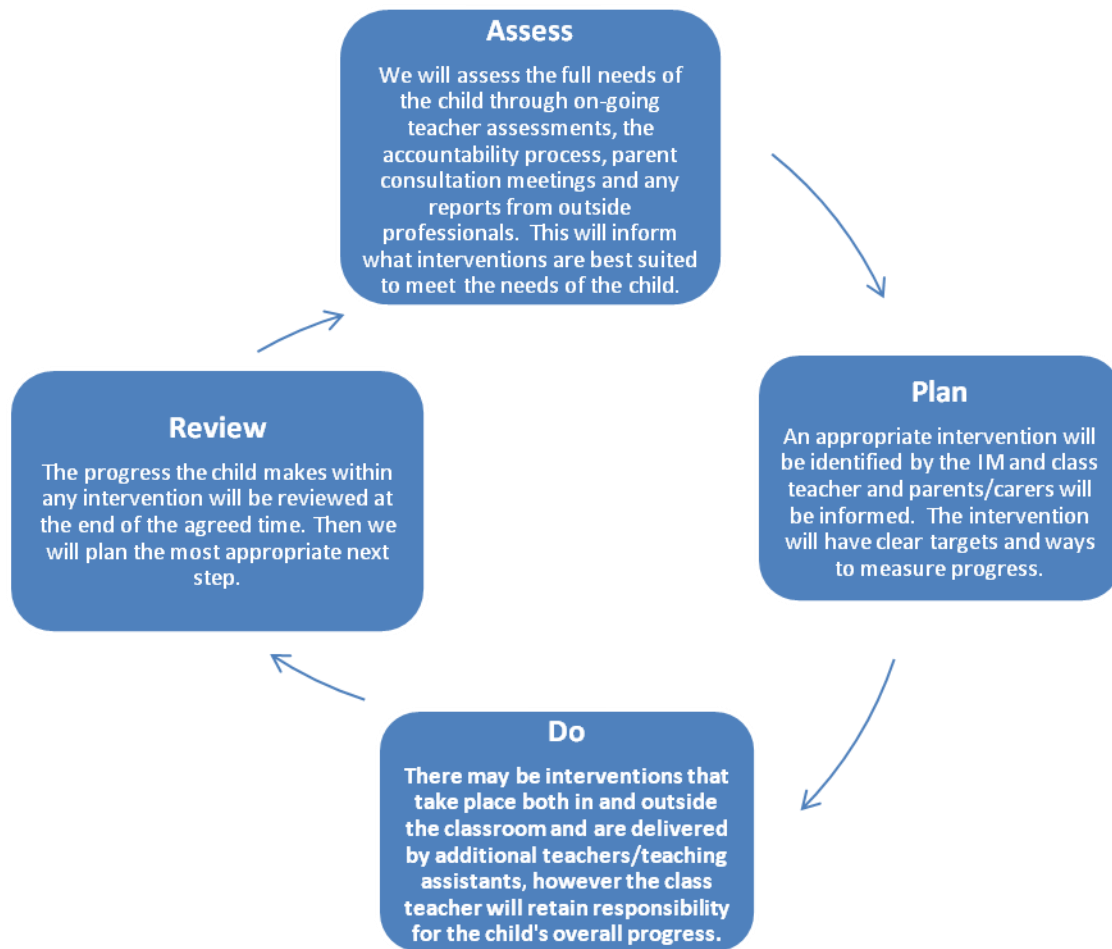 Assess
We will assess the full needs of
the child through on-going
teacher assessments, the
accountability process, parent
consultation meetings and any
reports from outside
professionals.  This will inform
what interventions are best suited
to meet the needs of the child.
Plan
An appropriate intervention will
be identified by the IM and class
teacher and parents/carers will
be informed.  The intervention
will have clear targets and ways
to measure progress.
Do
There may be interventions that
take place both in and outside
the classroom and are delivered
by additional teachers/teaching
assistants, however the class
teacher will retain responsibility
for the child's overall progress.
Review
The progress the child makes within
any intervention will be reviewed at
the end of the agreed time. Then we
will plan the most appropriate next
step.